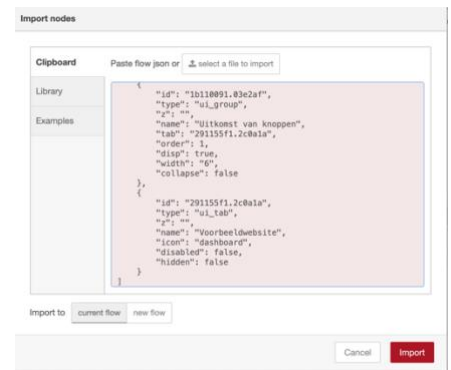 Import nodes
Clipboard
Library
Examples
Paste flow json or select a file to import
{
"id": "1b110091.03e2af",
"type": "ui_group",
"z": "",
"name": "Uitkomst van knoppen",
"tab": "291155f1.2c0a1a",
"order": 1,
"disp": true,
"width": "6",
"collapse": false
},
{
"id": "291155f1.2c0a1a",
"type": "ui_tab",
"z": "",
"name": "Voorbeeldwebsite",
"icon": "dashboard",
"disabled": false,
"hidden": false
}
]
Import to current flow new flow
Cancel Import